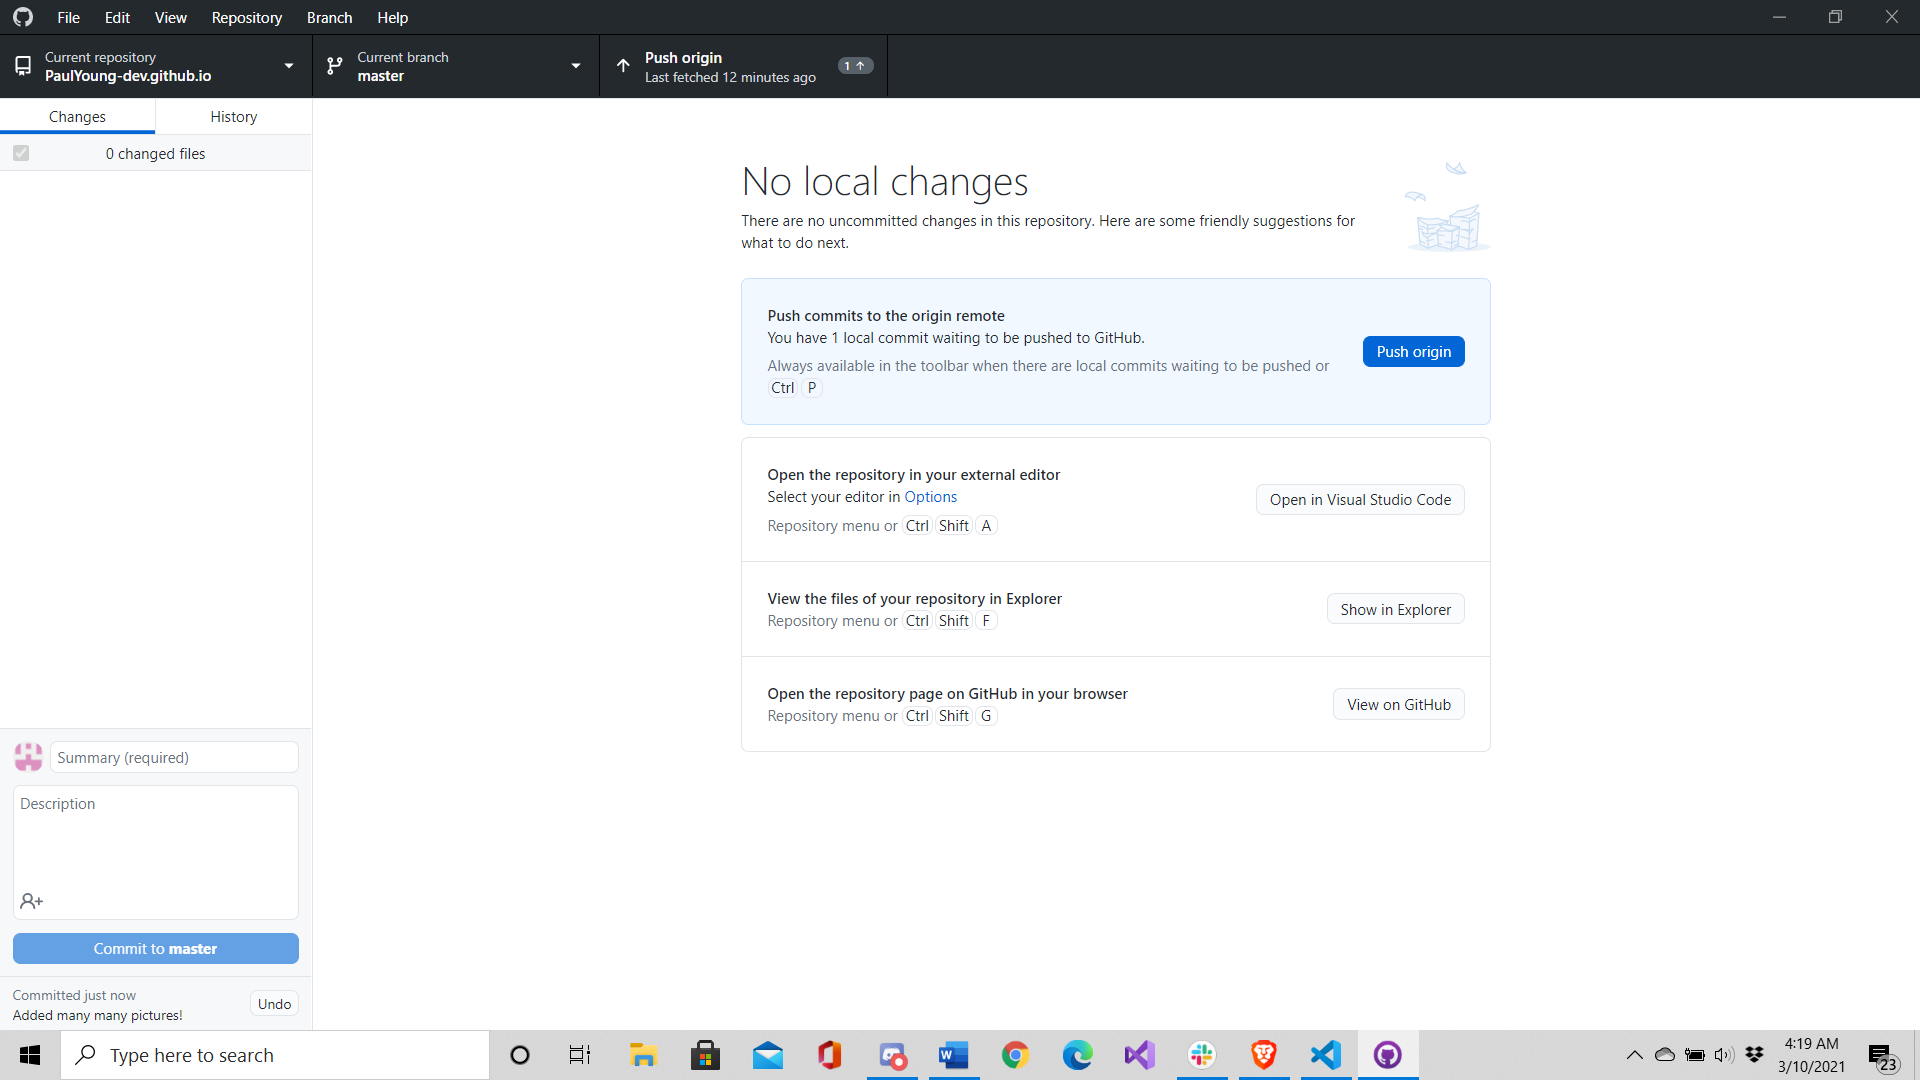 File Edit View Repository Branch Help
Current repository
PaulYoung-dev.github.io
Current branch
master
Push origin
Last fetched 12 minutes ago
1
Changes History
0 changed files
No local changes
There are no uncommitted changes in this repository. Here are some friendly suggestions for
what to do next.
Push commits to the origin remote
You have 1 local commit waiting to be pushed to GitHub.
Always available in the toolbar when there are local commits waiting to be pushed or
Ctrl P
Push origin
Open the repository in your external editor
Select your editor in Options
Repository menu or Ctrl Shift A
Open in Visual Studio Code
View the files of your repository in Explorer
Repository menu or Ctrl Shift F
Show in Explorer
Open the repository page on GitHub in your browser
Repository menu or Ctrl Shift G
View on GitHub
Summary (required)
Description
Commit to master
Committed just now
Added many many pictures!
Undo
Type here to search
W
4:19 AM
3/10/2021
23